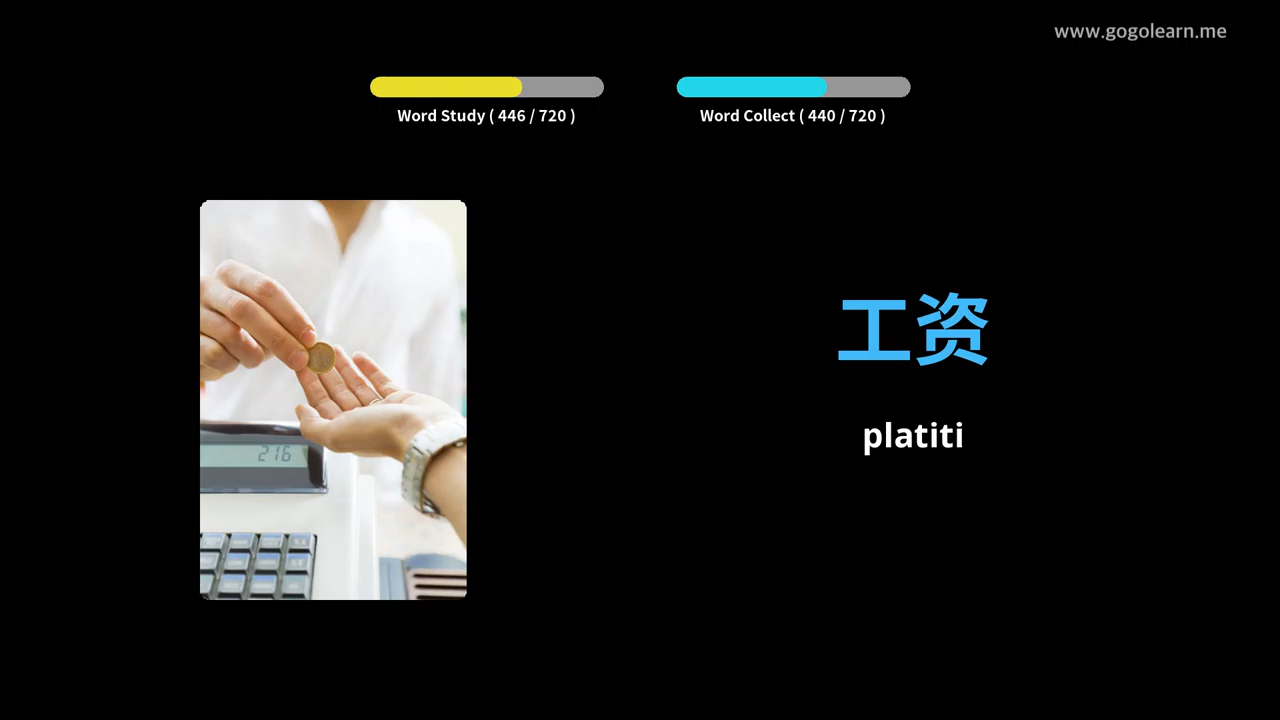 www.gogolearn.me
Word Study ( 446 / 720 )
Word Collect ( 440 / 720 )
工资
platiti
216